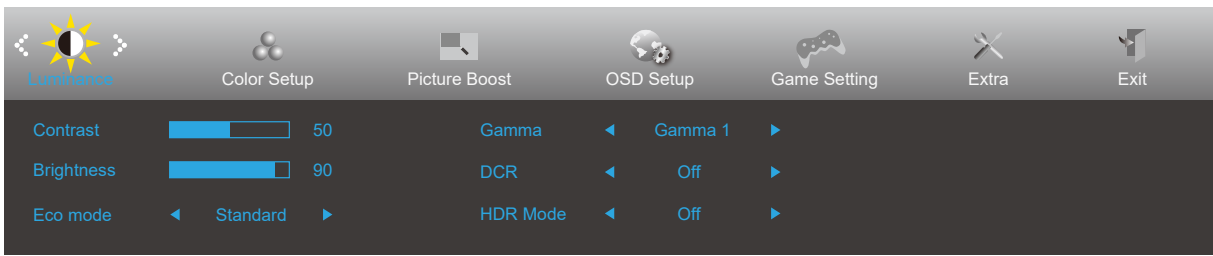 Luminance Color Setup Picture Boost OSD Setup Game Setting Extra Exit
Contrast 50 Gamma Gamma 1
Brightness 90 DCR Off
Eco mode Standard HDR Mode Off